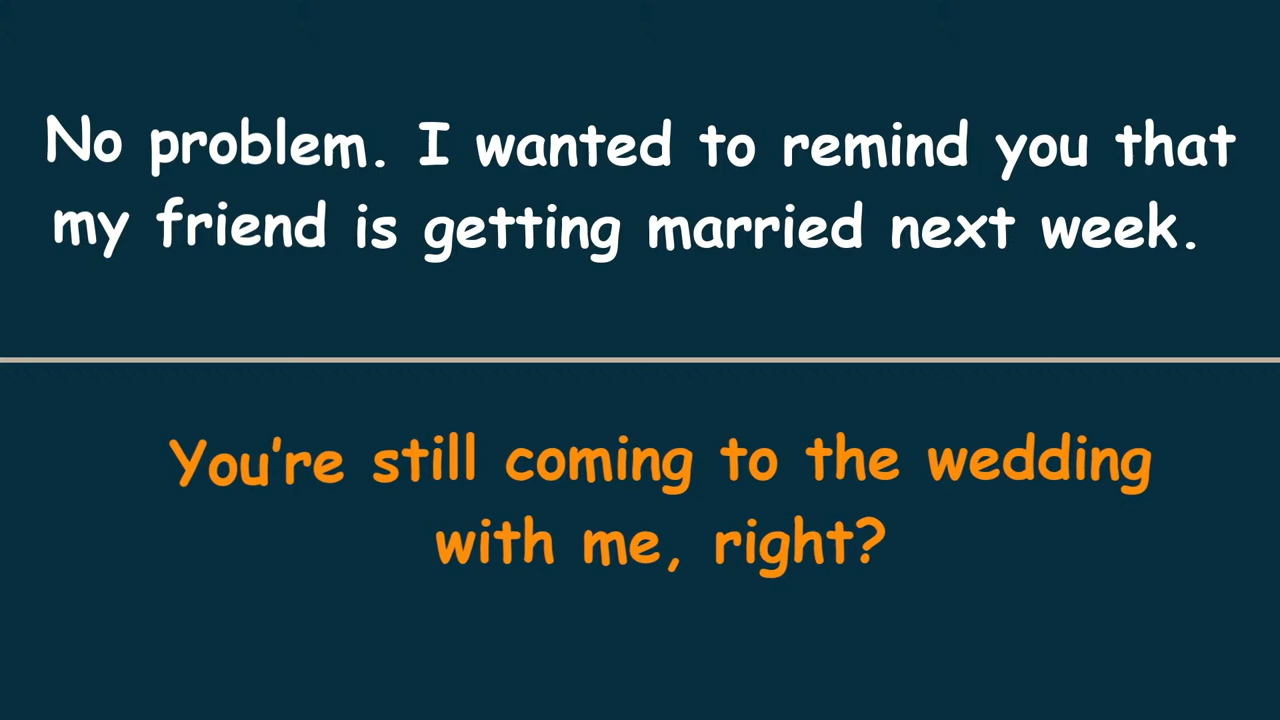 No problem. I wanted to remind you that
my friend is getting married next week.
You're still coming to the wedding
with me, right?